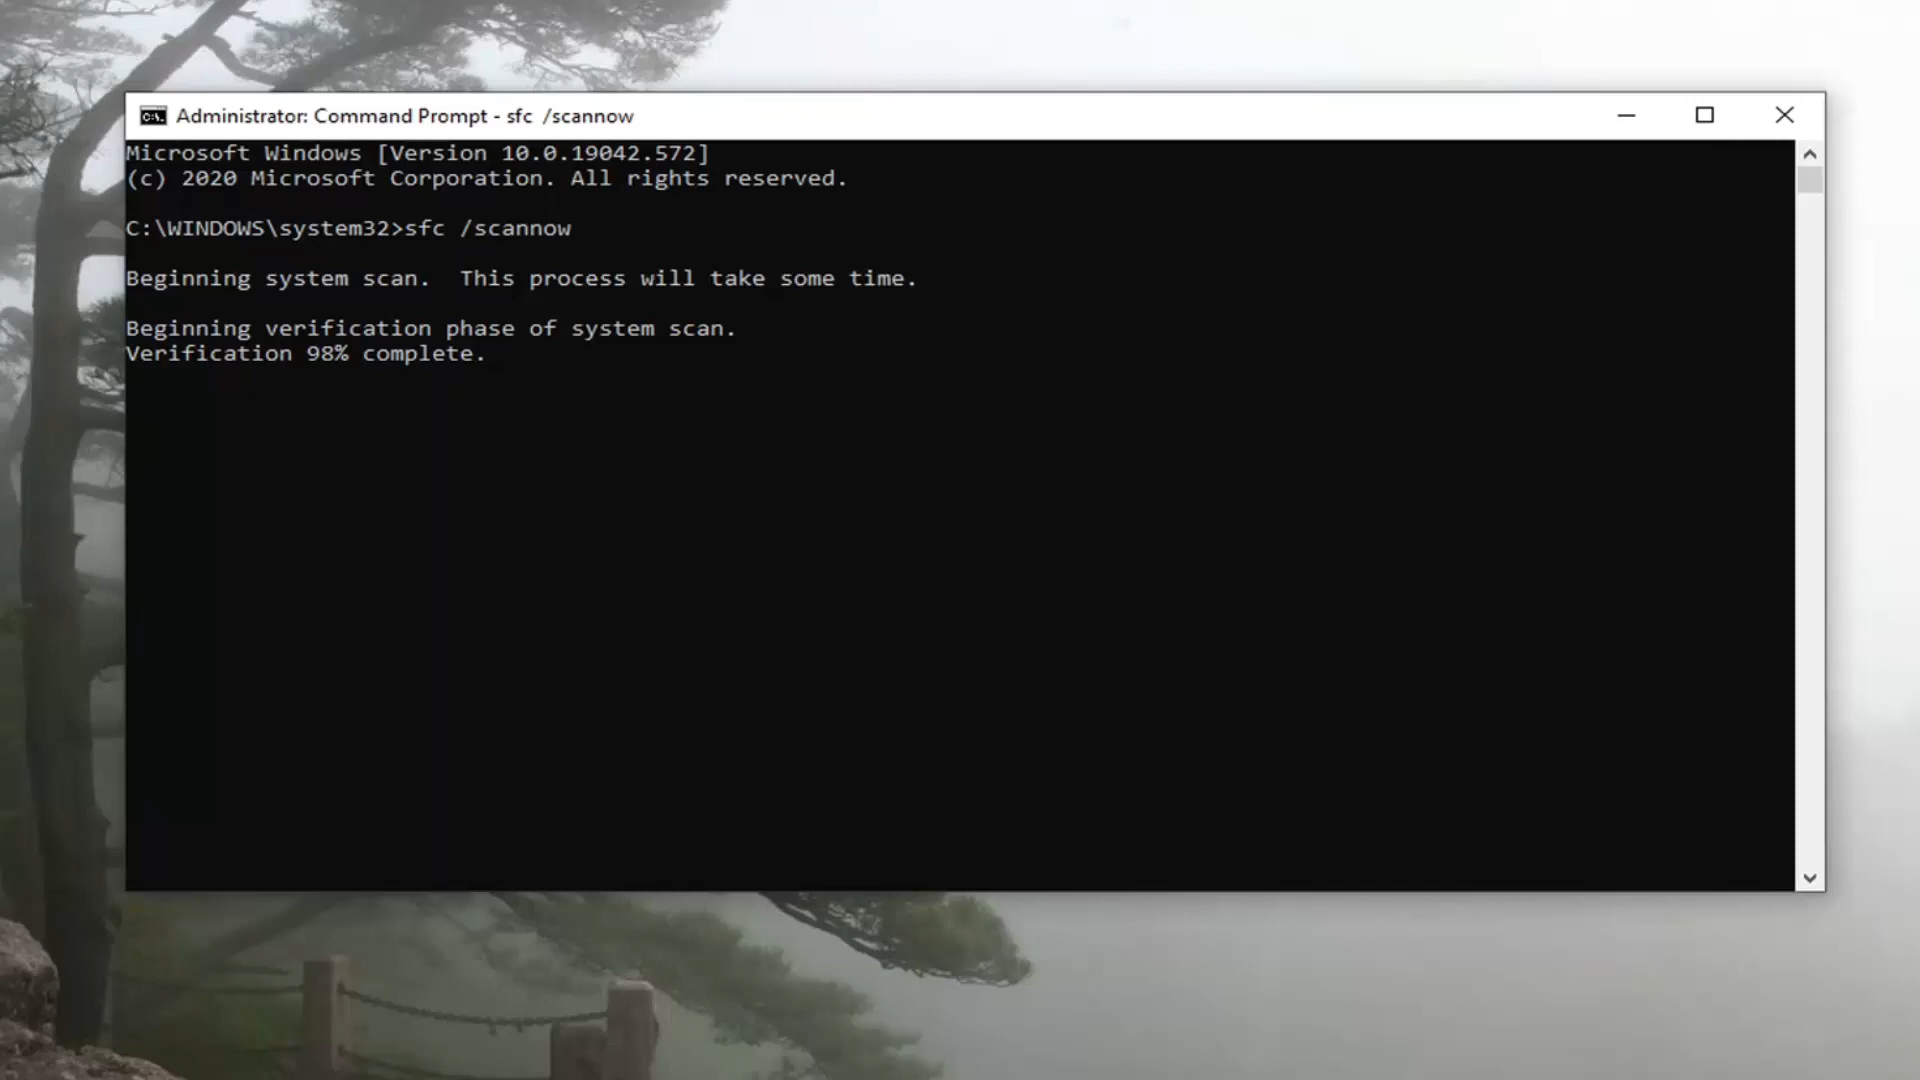 Administrator: Command Prompt - sfc  /scannow
Microsoft Windows [Version 10.0.19042.572]
(c) 2020 Microsoft Corporation. All rights reserved.
C:\WINDOWS\system32>sfc /scannow
Beginning system scan.  This process will take some time.
Beginning verification phase of system scan.
Verification 98% complete.